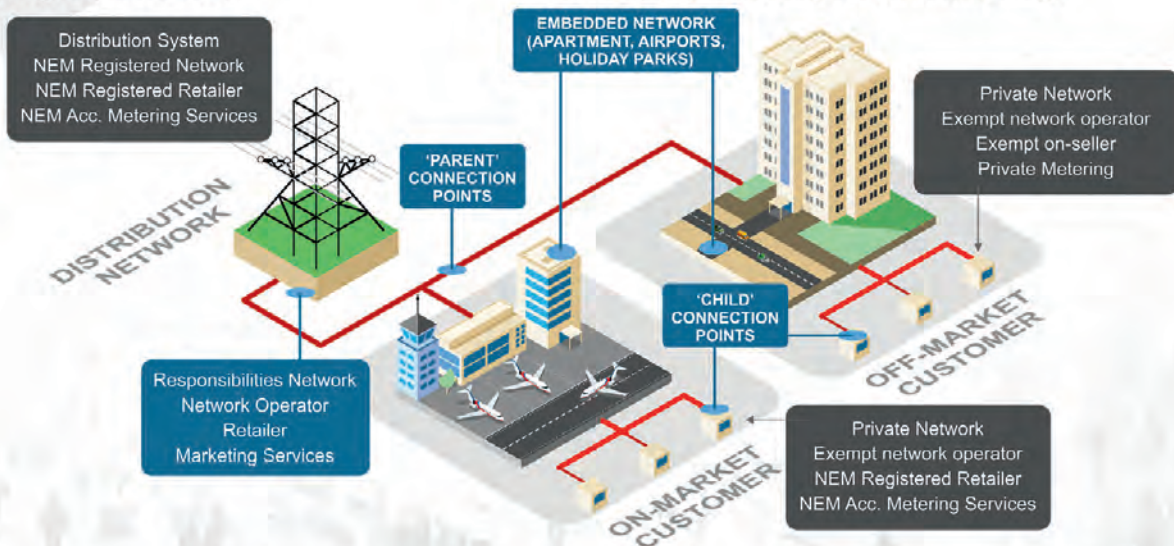 Distribution System
NEM Registered Network
NEM Registered Retailer
NEM Acc. Metering Services
EMBEDDED NETWORK
(APARTMENT, AIRPORTS,
HOLIDAY PARKS)
Private Network
Exempt network operator
Exempt on-seller
Private Metering
'PARENT'
CONNECTION
POINTS
DISTRIBUTION
NETWORK
'CHILD'
CONNECTION
POINTS
OFF-MARKET
CUSTOMER
Responsibilities Network
Network Operator
Retailer
Marketing Services
ON-MARKET
CUSTOMER
Private Network
Exempt network operator
NEM Registered Retailer
NEM Acc. Metering Services